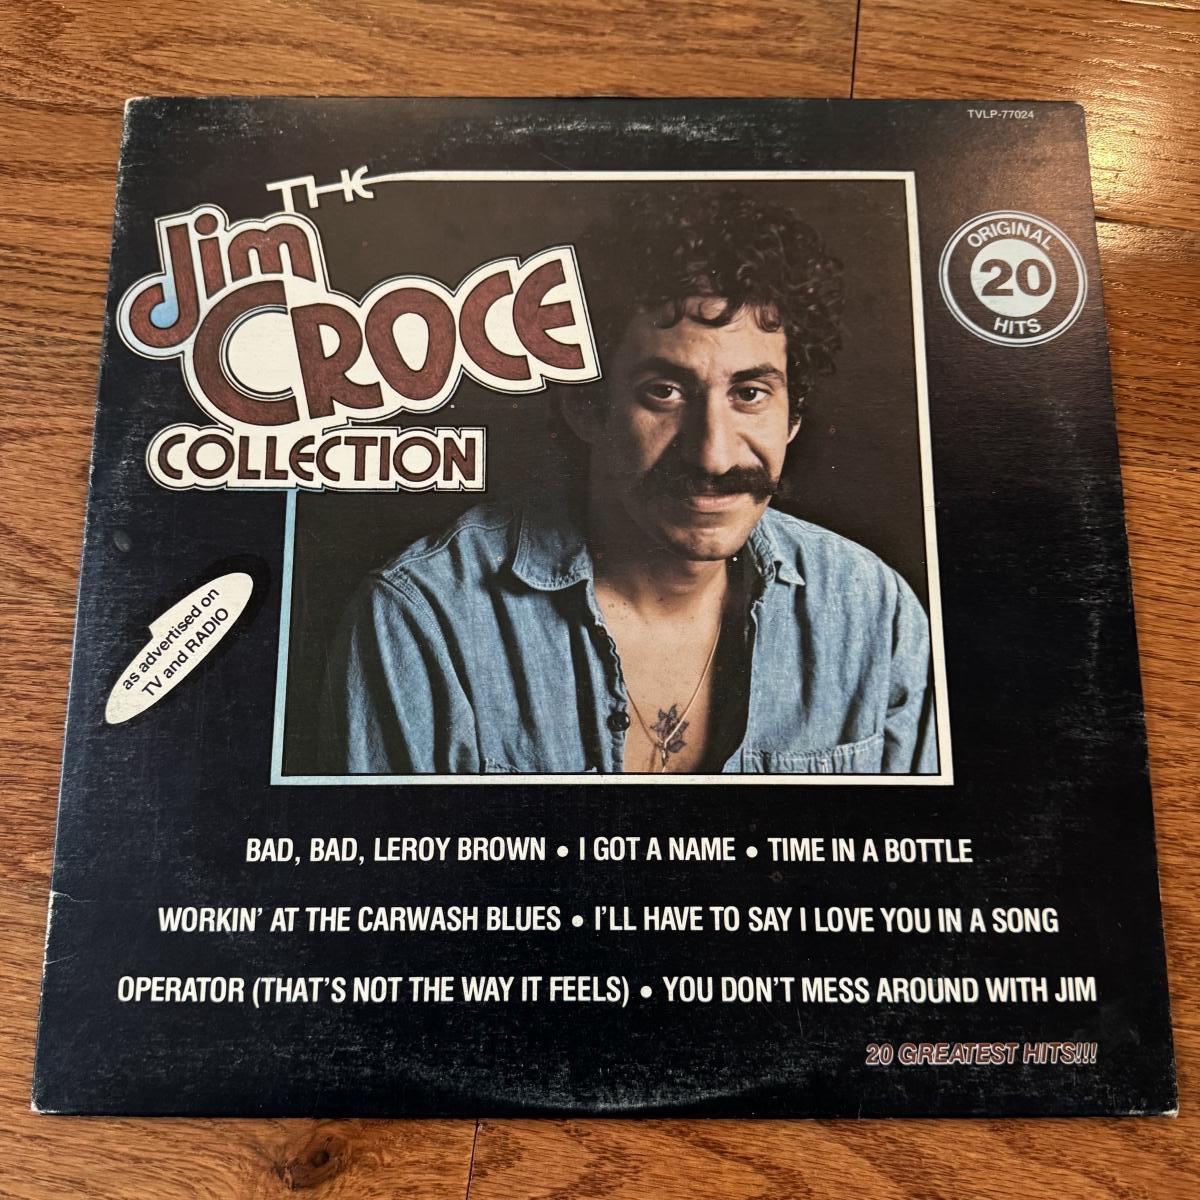 TVLP-77024
THE
Jim
CROCE
COLLECTION
ORIGINAL
20
HITS
as advertised on
TV and RADIO
BAD, BAD, LEROY BROWN • I GOT A NAME • TIME IN A BOTTLE
WORKIN' AT THE CARWASH BLUES • I'LL HAVE TO SAY I LOVE YOU IN A SONG
OPERATOR (THAT'S NOT THE WAY IT FEELS) • YOU DON'T MESS AROUND WITH JIM
20 GREATEST HITS!!!